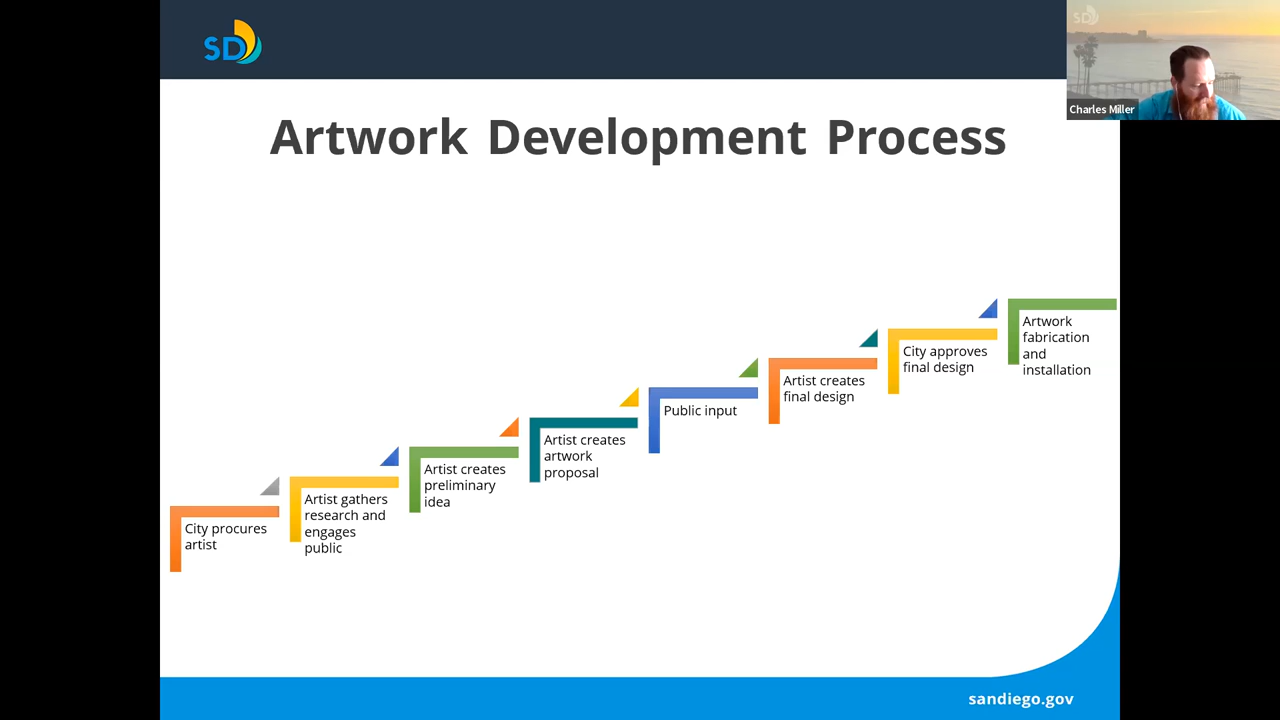 SD
SD
Charles Miller
Artwork Development Process
City procures
artist
Artist gathers
research and
engages
public
Artist creates
preliminary
idea
Artist creates
artwork
proposal
Public input
Artist creates
final design
City approves
final design
Artwork
fabrication
and
installation
sandiego.gov